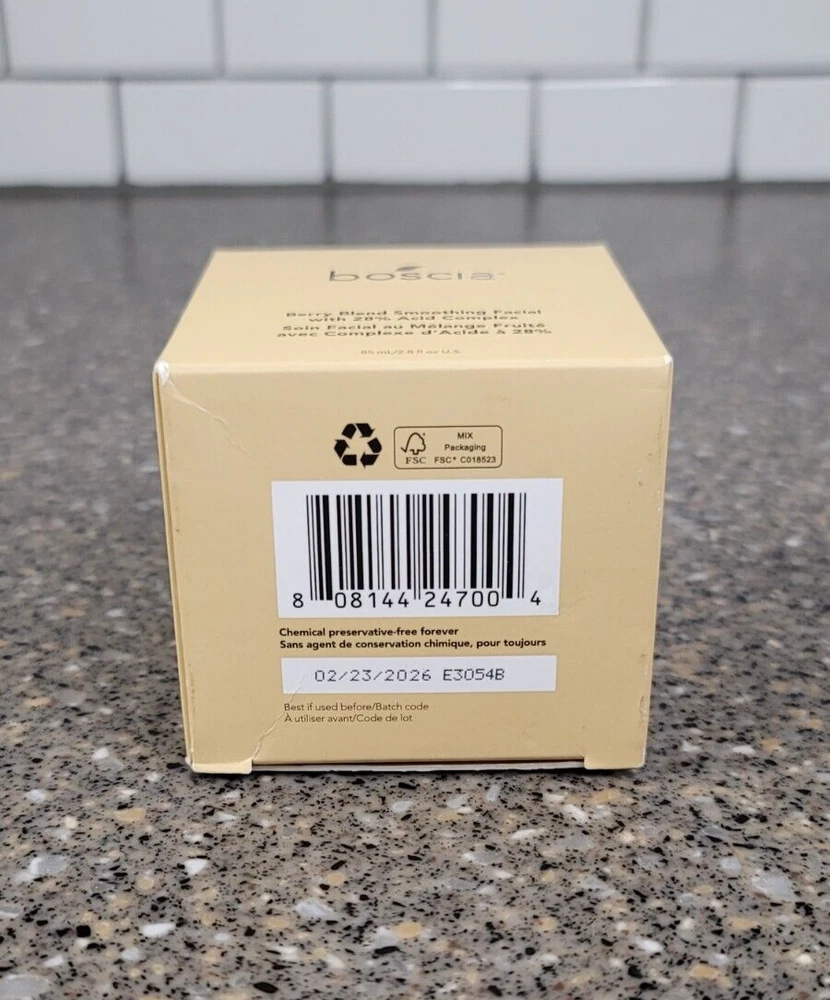 boscia
Berry Blend Smoothing Facial
with 28% Acid Complex
Soin Facial au Mélange Fruité
avec Complexe d'Acide à 28%
85 mL/2.8 fl oz U.S.
MIX
Packaging
FSC FSC® C018523
8 08144 24700 4
Chemical preservative-free forever
Sans agent de conservation chimique, pour toujours
02/23/2026 E3054B
Best if used before/Batch code
À utiliser avant/Code de lot